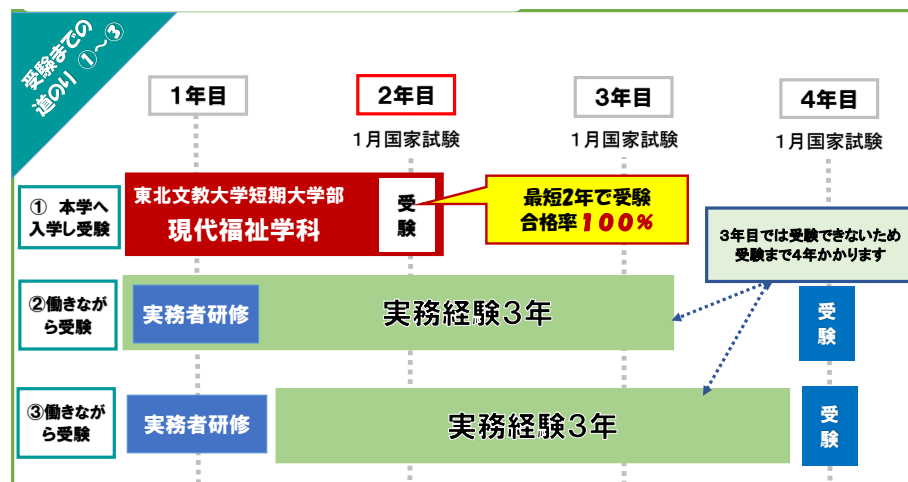 受験までの
道のり ①～③
1年目
2年目
3年目
4年目
1月国家試験
1月国家試験
1月国家試験
① 本学へ
入学し受験
東北文教大学短期大学部
現代福祉学科
受
験
最短2年で受験
合格率100%
3年目では受験できないため
受験まで4年かかります
②働きなが
ら受験
実務者研修
実務経験3年
受
験
③働きなが
ら受験
実務者研修
実務経験3年
受
験